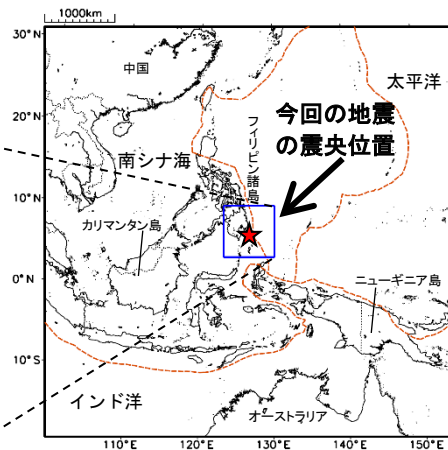 1000km
30°N
中国
太平洋
20°N
今回の地震
の震央位置
フィリピン諸島
南シナ海
10°N
カリマンタン島
0°N
ニューギニア島
10°S
インド洋
オーストラリア
110°E
120°E
130°E
140°E
150°E